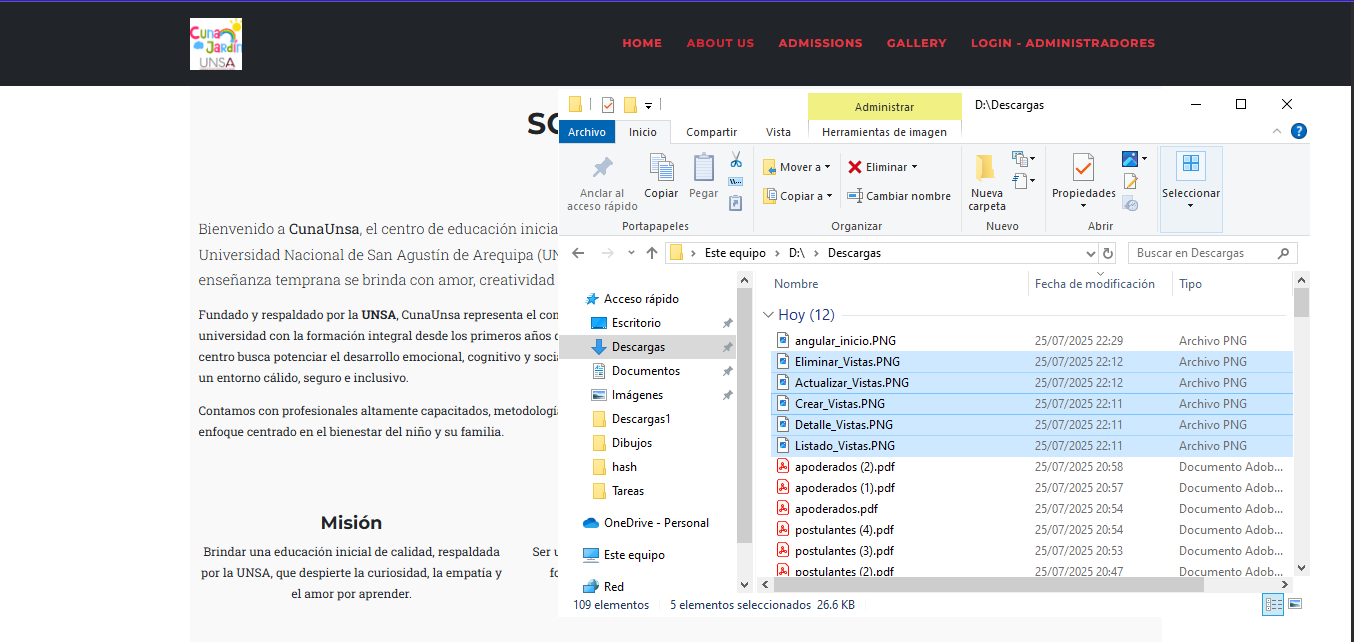 Cuna
Jardín
UNSA
HOME
ABOUT US
ADMISSIONS
GALLERY
LOGIN - ADMINISTRADORES
Bienvenido a CunaUnsa, el centro de educación inicia
Universidad Nacional de San Agustín de Arequipa (UN
enseñanza temprana se brinda con amor, creatividad
Fundado y respaldado por la UNSA, CunaUnsa representa el con
universidad con la formación integral desde los primeros años d
centro busca potenciar el desarrollo emocional, cognitivo y socia
un entorno cálido, seguro e inclusivo.
Contamos con profesionales altamente capacitados, metodología
enfoque centrado en el bienestar del niño y su familia.
Misión
Brindar una educación inicial de calidad, respaldada
por la UNSA, que despierte la curiosidad, la empatía y
el amor por aprender.
Ser u
fo
Administrar
D:\Descargas
Archivo
Inicio
Compartir
Vista
Herramientas de imagen
Anclar al
acceso rápido
Copiar
Pegar
Mover a
Copiar a
Eliminar
Cambiar nombre
Nueva
carpeta
Propiedades
Seleccionar
Portapapeles
Organizar
Nuevo
Abrir
Este equipo
D:\
Descargas
Buscar en Descargas
Acceso rápido
Escritorio
Descargas
Documentos
Imágenes
Descargas1
Dibujos
hash
Tareas
OneDrive - Personal
Este equipo
Red
Nombre
Fecha de modificación
Tipo
Hoy (12)
angular_inicio.PNG 25/07/2025 22:29 Archivo PNG
Eliminar_Vistas.PNG 25/07/2025 22:12 Archivo PNG
Actualizar_Vistas.PNG 25/07/2025 22:12 Archivo PNG
Crear_Vistas.PNG 25/07/2025 22:11 Archivo PNG
Detalle_Vistas.PNG 25/07/2025 22:11 Archivo PNG
Listado_Vistas.PNG 25/07/2025 22:11 Archivo PNG
apoderados (2).pdf 25/07/2025 20:58 Documento Adob...
apoderados (1).pdf 25/07/2025 20:57 Documento Adob...
apoderados.pdf 25/07/2025 20:54 Documento Adob...
postulantes (4).pdf 25/07/2025 20:54 Documento Adob...
postulantes (3).pdf 25/07/2025 20:53 Documento Adob...
postulantes (2).pdf 25/07/2025 20:47 Documento Adob...
109 elementos
5 elementos seleccionados 26.6 KB